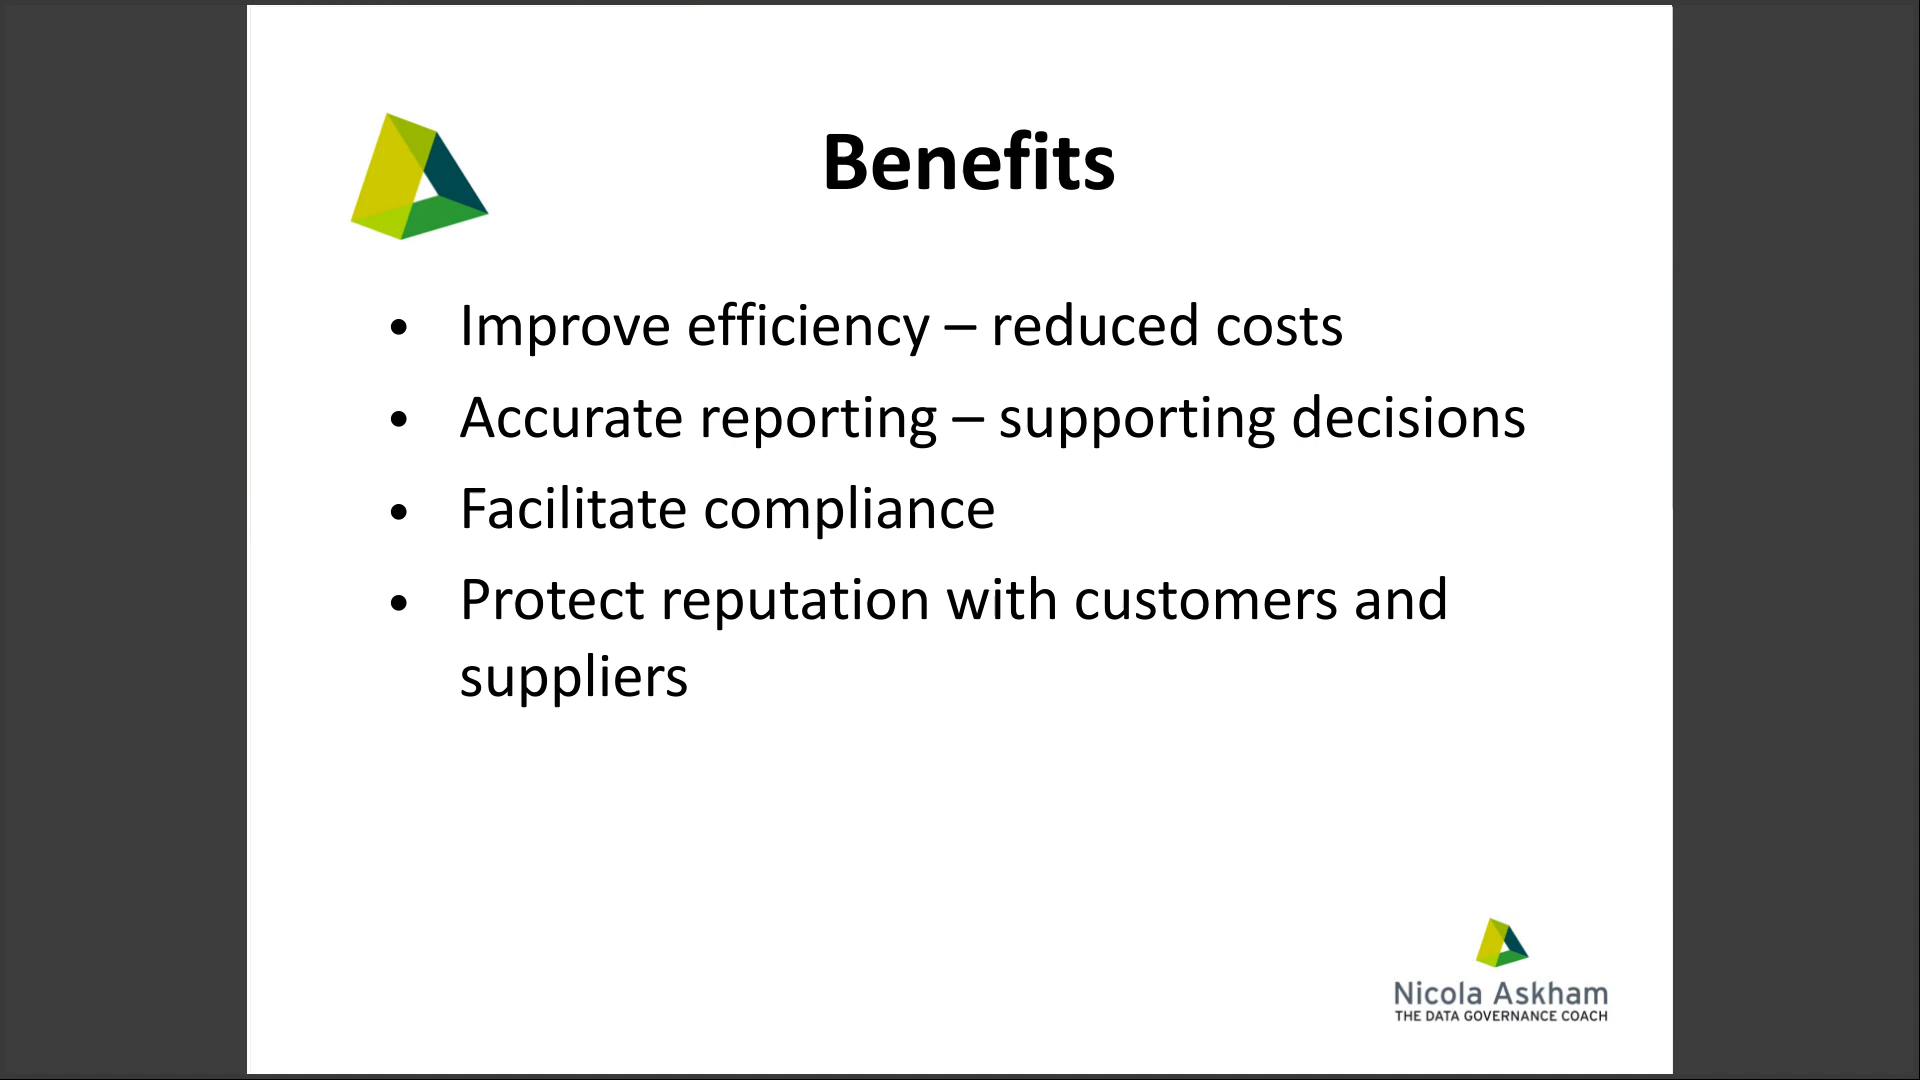 Benefits
• Improve efficiency – reduced costs
• Accurate reporting – supporting decisions
• Facilitate compliance
• Protect reputation with customers and
suppliers
Nicola Askham
THE DATA GOVERNANCE COACH